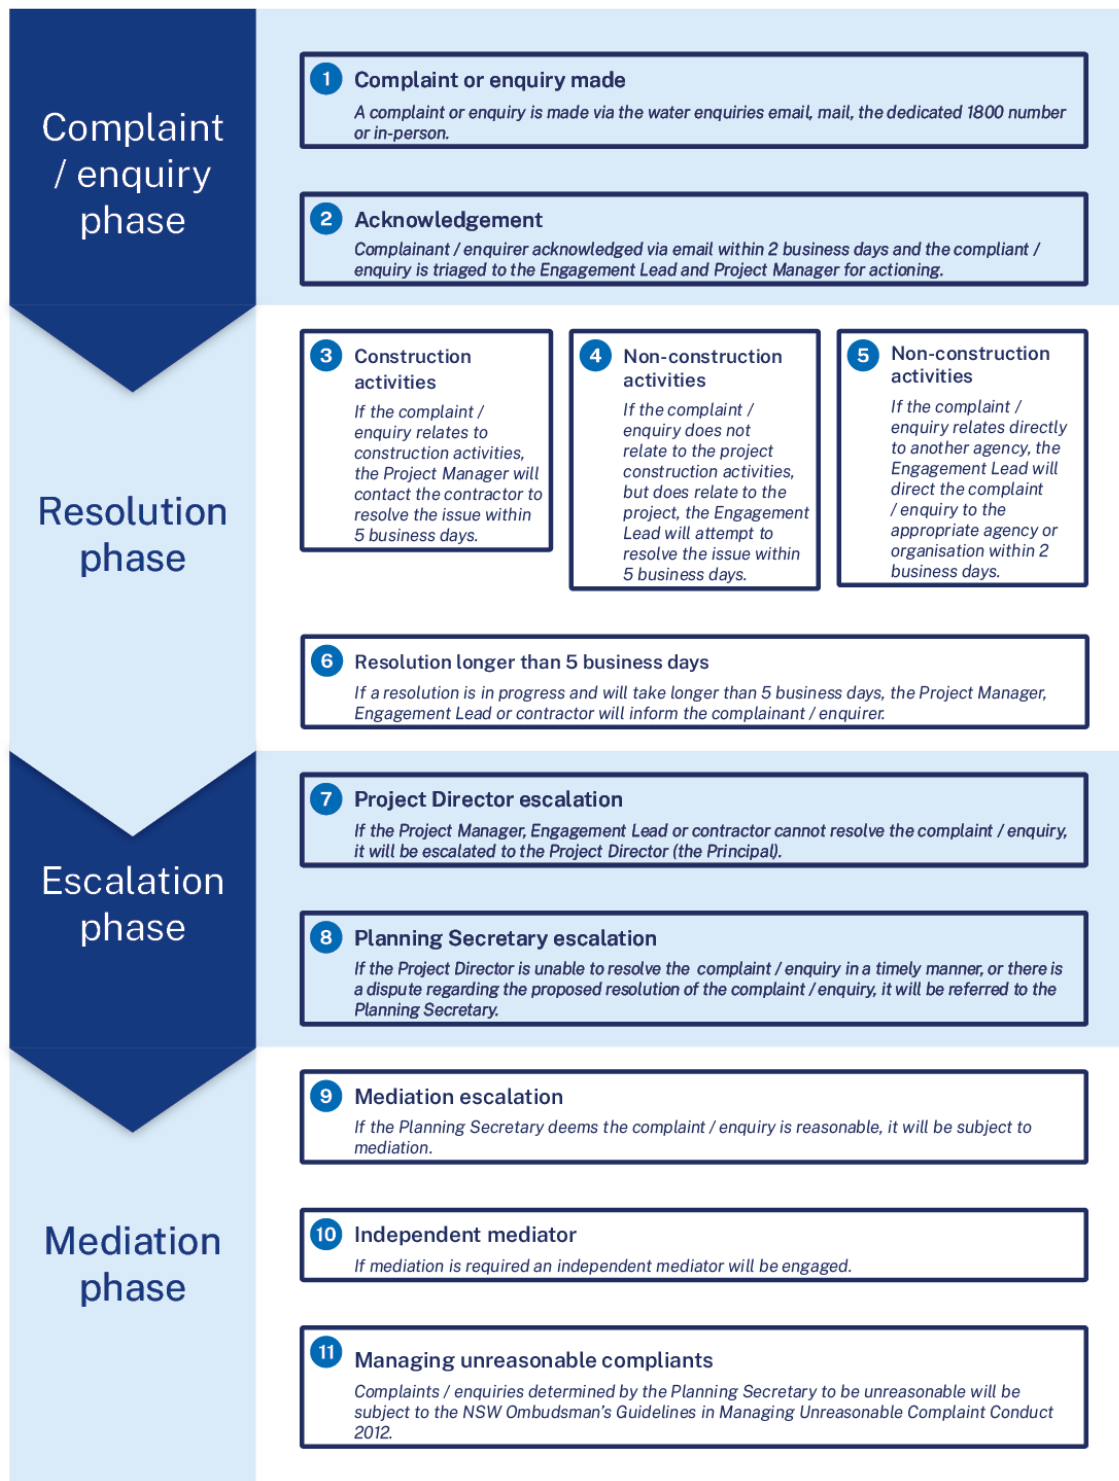 Complaint
/ enquiry
phase
1 Complaint or enquiry made
A complaint or enquiry is made via the water enquiries email, mail, the dedicated 1800 number
or in-person.
2 Acknowledgement
Complainant / enquirer acknowledged via email within 2 business days and the compliant /
enquiry is triaged to the Engagement Lead and Project Manager for actioning.
Resolution
phase
3 Construction
activities
If the complaint /
enquiry relates to
construction activities,
the Project Manager will
contact the contractor to
resolve the issue within
5 business days.
4 Non-construction
activities
If the complaint /
enquiry does not
relate to the project
construction activities,
but does relate to the
project, the Engagement
Lead will attempt to
resolve the issue within
5 business days.
5 Non-construction
activities
If the complaint /
enquiry relates directly
to another agency, the
Engagement Lead will
direct the complaint
/ enquiry to the
appropriate agency or
organisation within 2
business days.
6 Resolution longer than 5 business days
If a resolution is in progress and will take longer than 5 business days, the Project Manager,
Engagement Lead or contractor will inform the complainant / enquirer.
Escalation
phase
7 Project Director escalation
If the Project Manager, Engagement Lead or contractor cannot resolve the complaint / enquiry,
it will be escalated to the Project Director (the Principal).
8 Planning Secretary escalation
If the Project Director is unable to resolve the complaint / enquiry in a timely manner, or there is
a dispute regarding the proposed resolution of the complaint / enquiry, it will be referred to the
Planning Secretary.
Mediation
phase
9 Mediation escalation
If the Planning Secretary deems the complaint / enquiry is reasonable, it will be subject to
mediation.
10 Independent mediator
If mediation is required an independent mediator will be engaged.
11 Managing unreasonable compliants
Complaints / enquiries determined by the Planning Secretary to be unreasonable will be
subject to the NSW Ombudsman's Guidelines in Managing Unreasonable Complaint Conduct
2012.